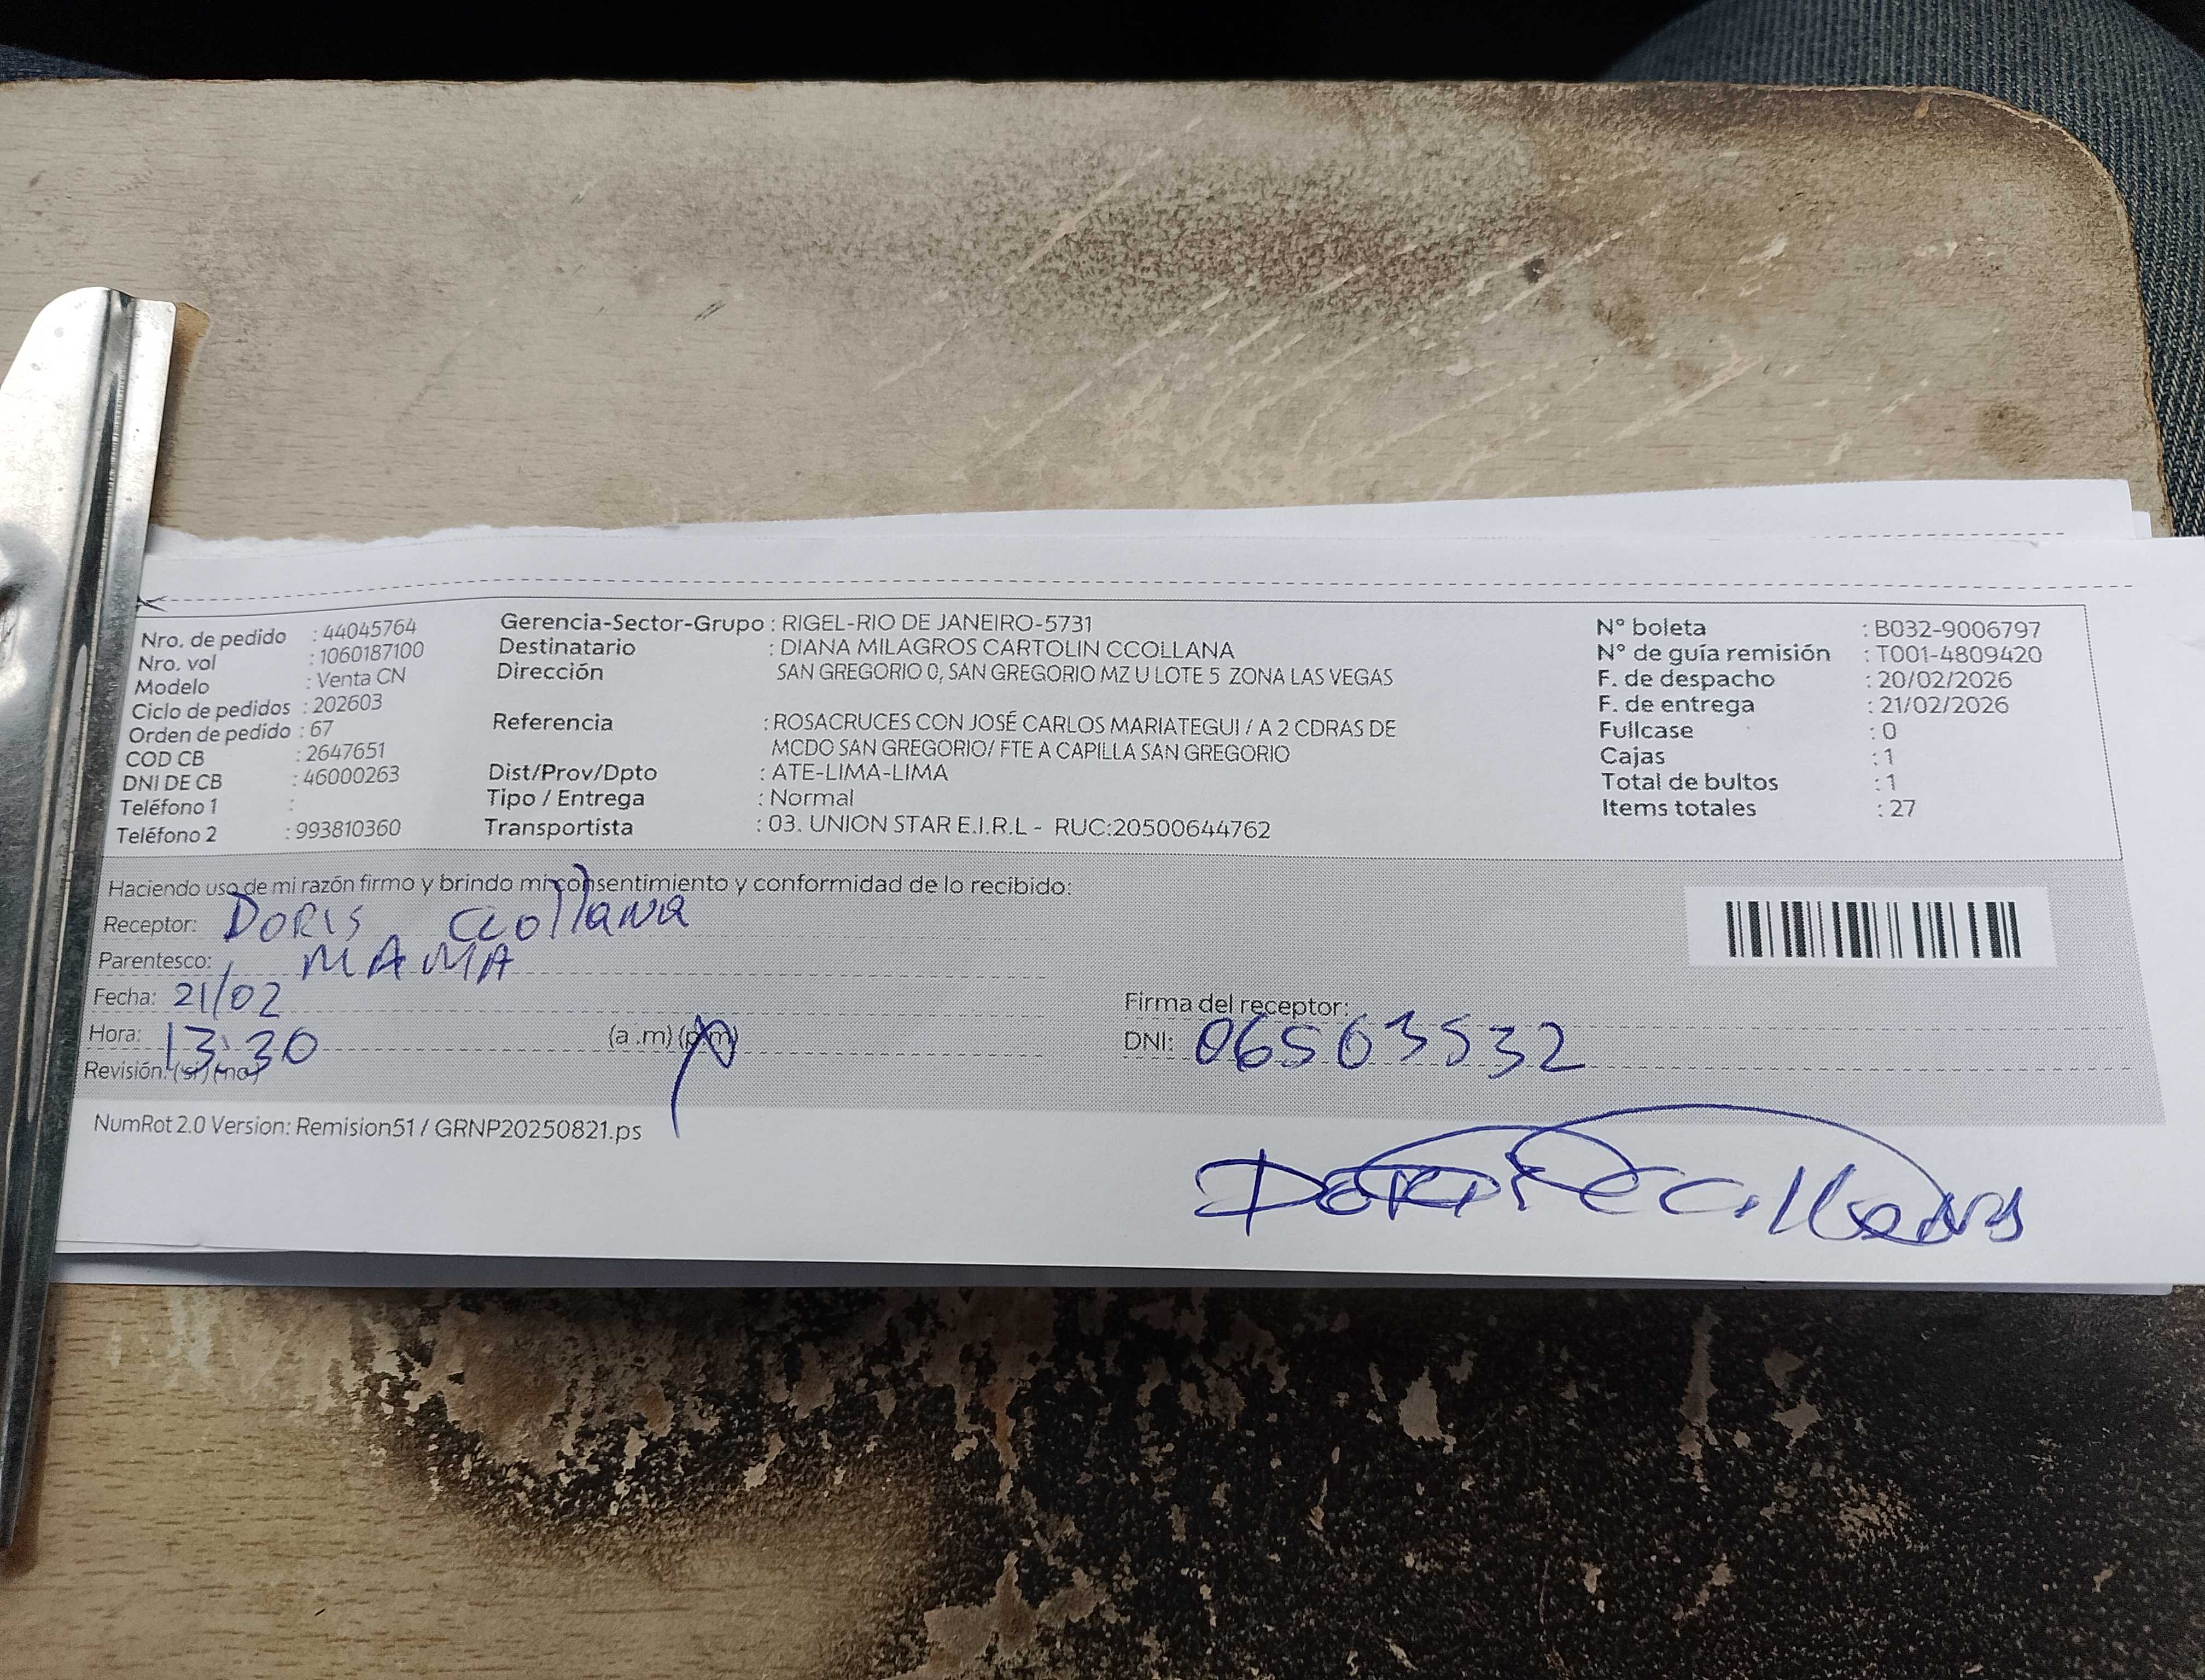 Nro. de pedido : 44045764
Nro. vol : 1060187100
Modelo : Venta CN
Ciclo de pedidos : 202603
Orden de pedido : 67
COD CB : 2647651
DNI DE CB : 46000263
Teléfono 1 :
Teléfono 2 : 993810360
Gerencia-Sector-Grupo : RIGEL-RIO DE JANEIRO-5731
Destinatario : DIANA MILAGROS CARTOLIN CCOLLANA
Dirección SAN GREGORIO 0, SAN GREGORIO MZ U LOTE 5 ZONA LAS VEGAS
Referencia : ROSACRUCES CON JOSÉ CARLOS MARIATEGUI / A 2 CDRAS DE
MCDO SAN GREGORIO/ FTE A CAPILLA SAN GREGORIO
Dist/Prov/Dpto : ATE-LIMA-LIMA
Tipo / Entrega : Normal
Transportista : 03. UNION STAR E.I.R.L - RUC:20500644762
N° boleta : B032-9006797
N° de guía remisión : T001-4809420
F. de despacho : 20/02/2026
F. de entrega : 21/02/2026
Fullcase : 0
Cajas : 1
Total de bultos : 1
Items totales : 27
Haciendo uso de mi razón firmo y brindo mi consentimiento y conformidad de lo recibido:
Receptor: DORIS ccollana
Parentesco: MAMA
Fecha: 21/02
Hora: 13:30 (a.m) (p.m)
Revisión: (si) (no)
Firma del receptor:
DNI: 06503532
NumRot 2.0 Version: Remision51 / GRNP20250821.ps